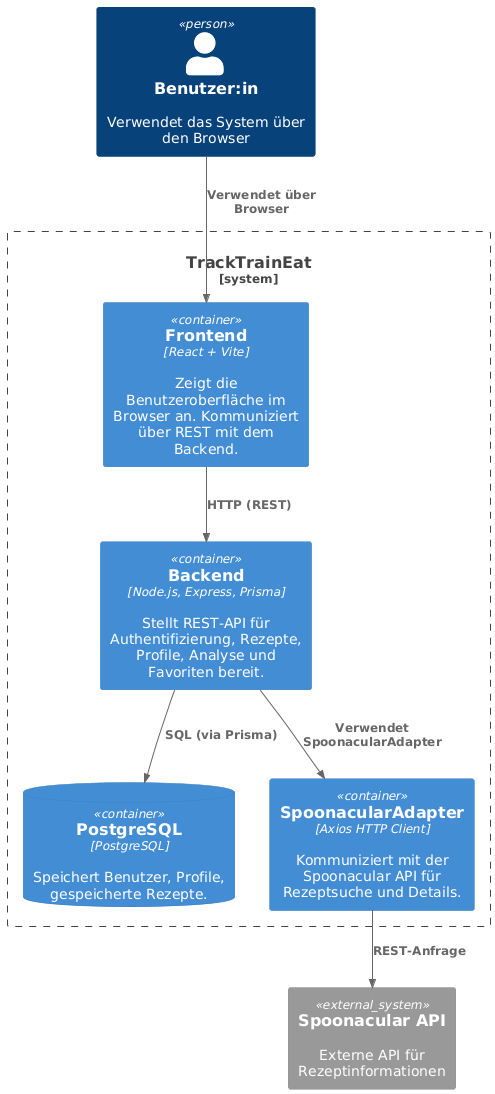 «person»
Benutzer:in
Verwendet das System über
den Browser
Verwendet über
Browser
TrackTrainEat
[system]
«container»
Frontend
[React + Vite]
Zeigt die
Benutzeroberfläche im
Browser an. Kommuniziert
über REST mit dem
Backend.
HTTP (REST)
«container»
Backend
[Node.js, Express, Prisma]
Stellt REST-API für
Authentifizierung, Rezepte,
Profile, Analyse und
Favoriten bereit.
SQL (via Prisma)
Verwendet
SpoonacularAdapter
«container»
PostgreSQL
[PostgreSQL]
Speichert Benutzer, Profile,
gespeicherte Rezepte.
«container»
SpoonacularAdapter
[Axios HTTP Client]
Kommuniziert mit der
Spoonacular API für
Rezeptsuche und Details.
REST-Anfrage
«external_system»
Spoonacular API
Externe API für
Rezeptinformationen